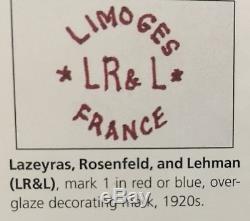 LIMOGES
* LR& L *
FRANCE
Lazeyras, Rosenfeld, and Lehman
(LR&L), mark 1 in red or blue, over-
glaze decorating mark, 1920s.